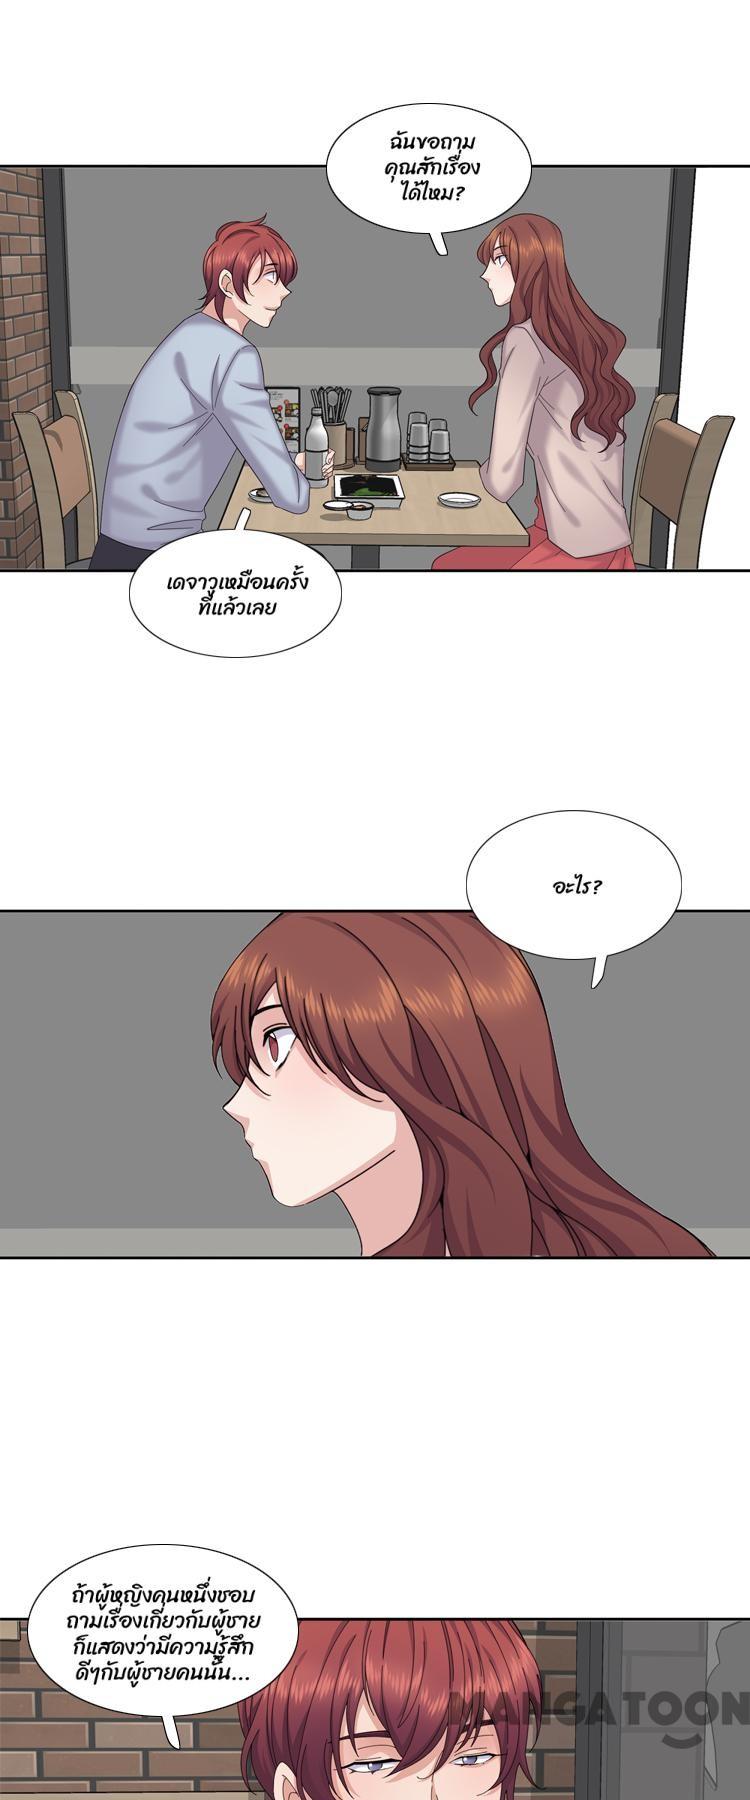 ฉันขอถาม
คุณสักเรื่อง
ได้ไหม?
เดจาวูเหมือนครั้ง
ที่แล้วเลย
อะไร?
ถ้าผู้หญิงคนหนึ่งชอบ
ถามเรื่องเกี่ยวกับผู้ชาย
ก็แสดงว่ามีความรู้สึก
ดีๆกับผู้ชายคนนั้น...
MANGATOON